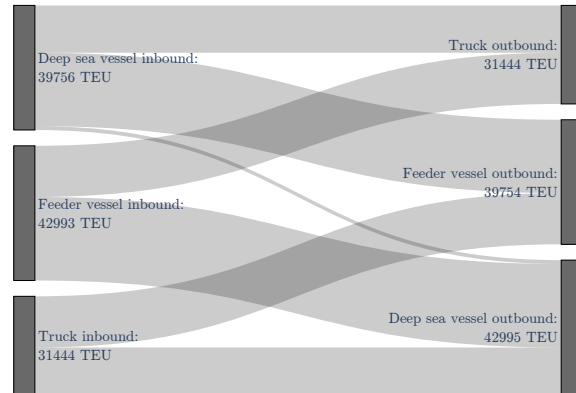 Deep sea vessel inbound:
39756 TEU
Feeder vessel inbound:
42993 TEU
Truck inbound:
31444 TEU
Truck outbound:
31444 TEU
Feeder vessel outbound:
39754 TEU
Deep sea vessel outbound:
42995 TEU